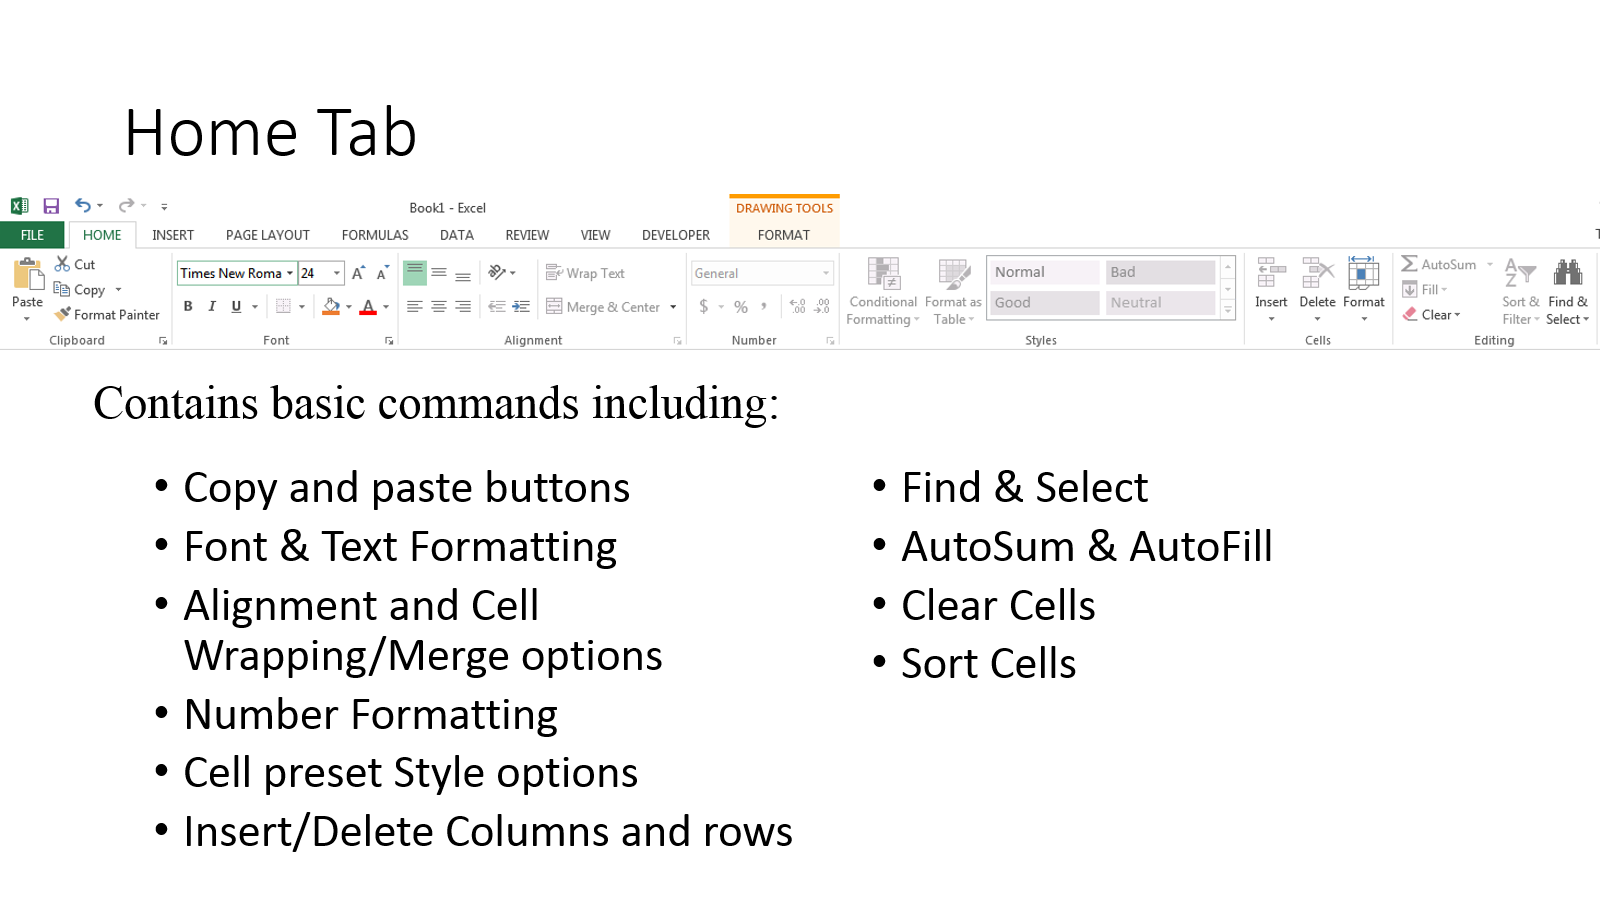 Home Tab
Book1 - Excel
DRAWING TOOLS
FILE HOME INSERT PAGE LAYOUT FORMULAS DATA REVIEW VIEW DEVELOPER FORMAT
Paste
Cut
Copy
Format Painter
Clipboard
Times New Roma 24
B I U A
Font
Wrap Text
Merge & Center
Alignment
General
$ % ,
Number
Conditional Formatting
Format as Table
Normal Bad
Good Neutral
Styles
Insert Delete Format
Cells
AutoSum
Fill
Clear
Sort & Filter
Find & Select
Editing
Contains basic commands including:
• Copy and paste buttons
• Font & Text Formatting
• Alignment and Cell
Wrapping/Merge options
• Number Formatting
• Cell preset Style options
• Insert/Delete Columns and rows
• Find & Select
• AutoSum & AutoFill
• Clear Cells
• Sort Cells